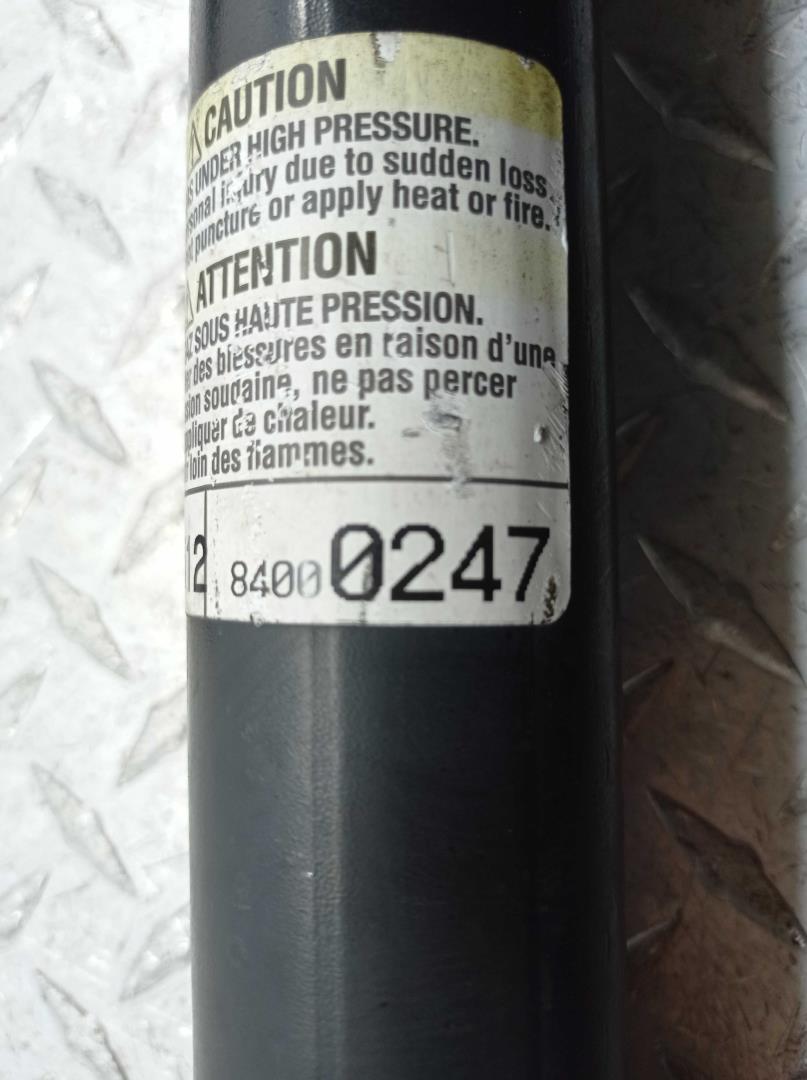 CAUTION
UNDER HIGH PRESSURE.
injury due to sudden loss
puncture or apply heat or fire.
ATTENTION
SOUS HAUTE PRESSION.
des blessures en raison d'une
soudaine, ne pas percer
de chaleur.
loin des flammes.
12 8400 0247